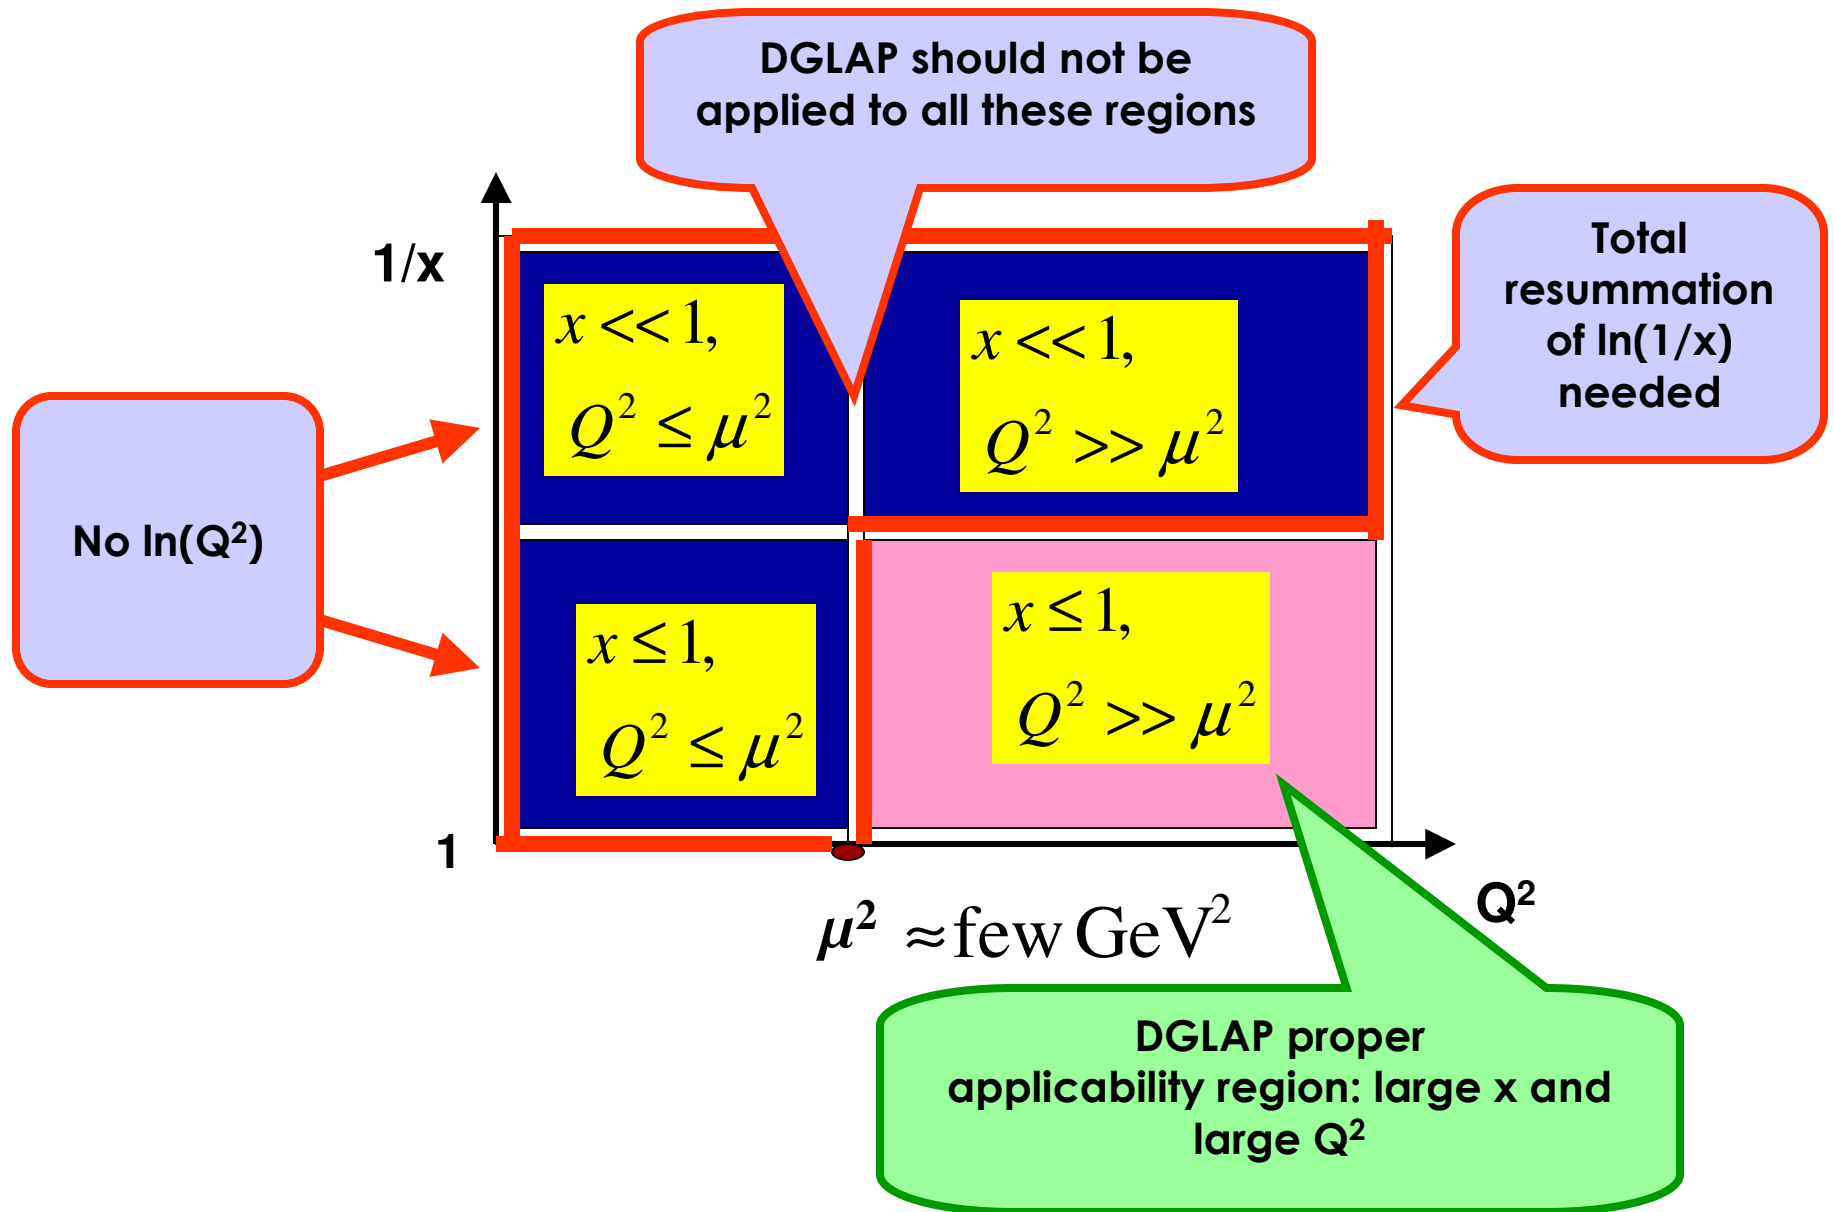 DGLAP should not be
applied to all these regions
Total
resummation
of ln(1/x)
needed
1/x
x << 1,
Q² ≤ μ²
x << 1,
Q² >> μ²
No ln(Q²)
x ≤ 1,
Q² ≤ μ²
x ≤ 1,
Q² >> μ²
1
Q²
μ² ≈ few GeV²
DGLAP proper
applicability region: large x and
large Q²